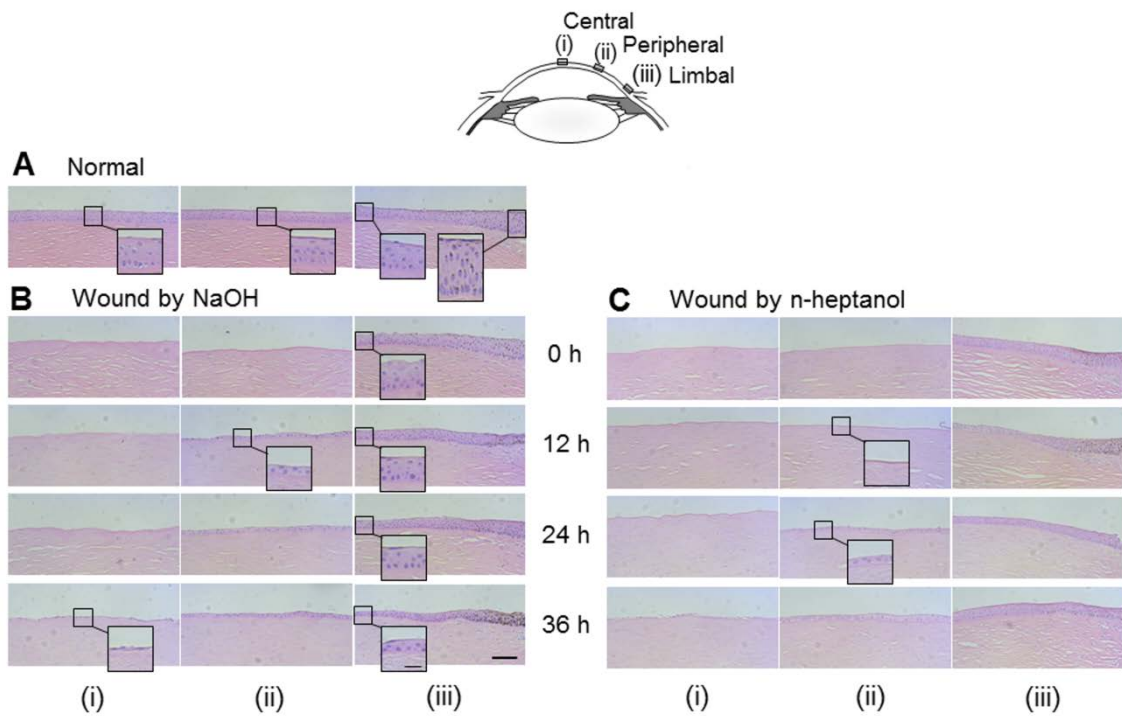 Central
(i)
(ii) Peripheral
(iii) Limbal
A Normal
B Wound by NaOH
C Wound by n-heptanol
0 h
12 h
24 h
36 h
(i) (ii) (iii) (i) (ii) (iii)